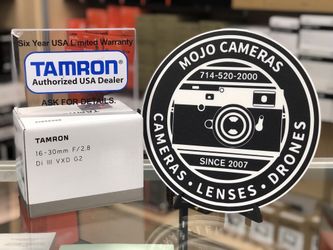 Six Year USA Limited Warranty
TAMRON
Authorized USA Dealer
ASK FOR DETAILS.
TAMRON
16-30mm F/2.8
Di III VXD G2
MOJO CAMERAS
714-520-2000
SINCE 2007
CAMERAS • LENSES • DRONES